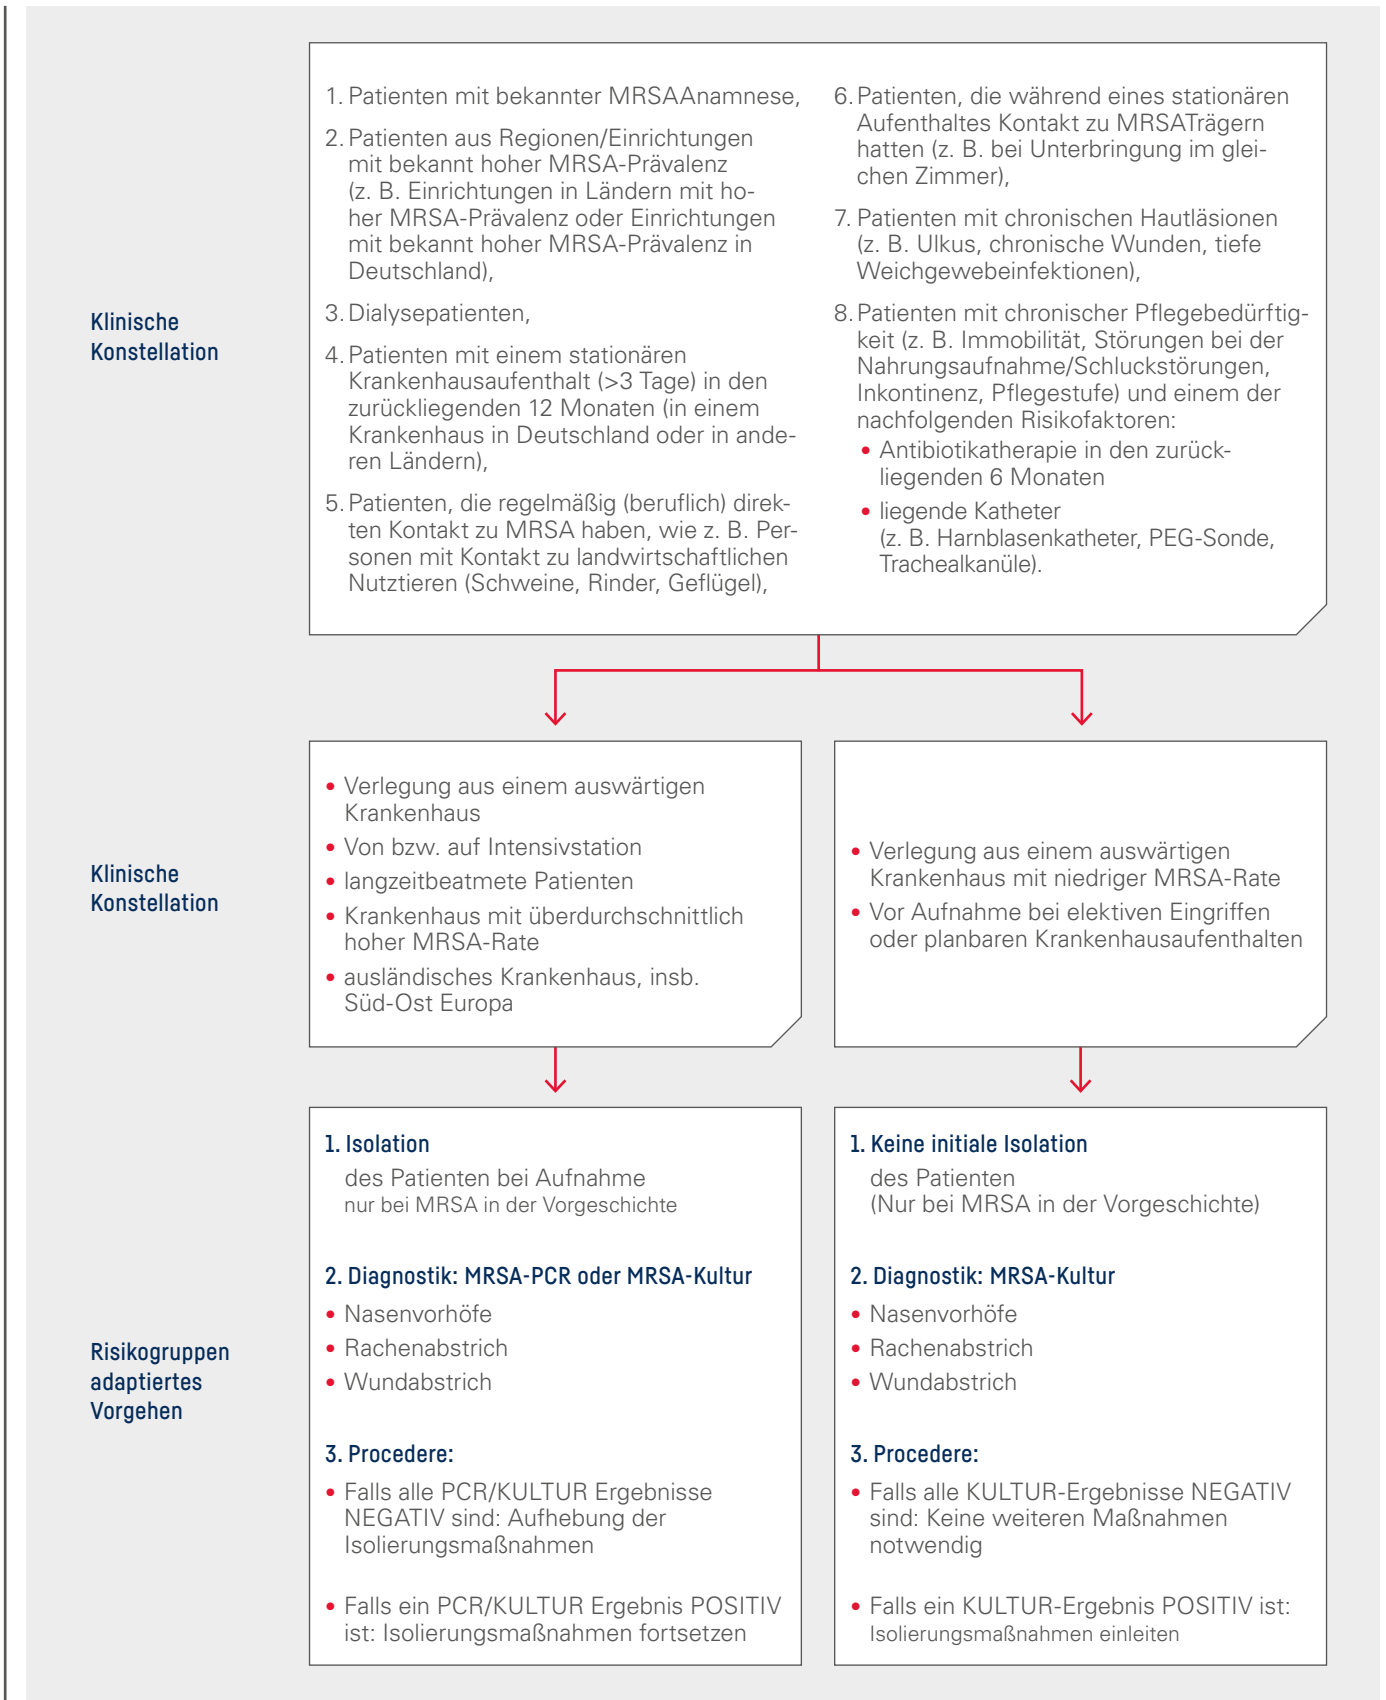 Klinische
Konstellation
1. Patienten mit bekannter MRSAAnamnese,
2. Patienten aus Regionen/Einrichtungen
mit bekannt hoher MRSA-Prävalenz
(z. B. Einrichtungen in Ländern mit ho-
her MRSA-Prävalenz oder Einrichtungen
mit bekannt hoher MRSA-Prävalenz in
Deutschland),
3. Dialysepatienten,
4. Patienten mit einem stationären
Krankenhausaufenthalt (>3 Tage) in den
zurückliegenden 12 Monaten (in einem
Krankenhaus in Deutschland oder in ande-
ren Ländern),
5. Patienten, die regelmäßig (beruflich) direk-
ten Kontakt zu MRSA haben, wie z. B. Per-
sonen mit Kontakt zu landwirtschaftlichen
Nutztieren (Schweine, Rinder, Geflügel),
6. Patienten, die während eines stationären
Aufenthaltes Kontakt zu MRSATrägern
hatten (z. B. bei Unterbringung im glei-
chen Zimmer),
7. Patienten mit chronischen Hautläsionen
(z. B. Ulkus, chronische Wunden, tiefe
Weichgewebeinfektionen),
8. Patienten mit chronischer Pflegebedürftig-
keit (z. B. Immobilität, Störungen bei der
Nahrungsaufnahme/Schluckstörungen,
Inkontinenz, Pflegestufe) und einem der
nachfolgenden Risikofaktoren:
• Antibiotikatherapie in den zurück-
liegenden 6 Monaten
• liegende Katheter
(z. B. Harnblasenkatheter, PEG-Sonde,
Trachealkanüle).
Klinische
Konstellation
• Verlegung aus einem auswärtigen
Krankenhaus
• Von bzw. auf Intensivstation
• langzeitbeatmete Patienten
• Krankenhaus mit überdurchschnittlich
hoher MRSA-Rate
• ausländisches Krankenhaus, insb.
Süd-Ost Europa
• Verlegung aus einem auswärtigen
Krankenhaus mit niedriger MRSA-Rate
• Vor Aufnahme bei elektiven Eingriffen
oder planbaren Krankenhausaufenthalten
Risikogruppen
adaptiertes
Vorgehen
1. Isolation
des Patienten bei Aufnahme
nur bei MRSA in der Vorgeschichte
2. Diagnostik: MRSA-PCR oder MRSA-Kultur
• Nasenvorhöfe
• Rachenabstrich
• Wundabstrich
3. Procedere:
• Falls alle PCR/KULTUR Ergebnisse
NEGATIV sind: Aufhebung der
Isolierungsmaßnahmen
• Falls ein PCR/KULTUR Ergebnis POSITIV
ist: Isolierungsmaßnahmen fortsetzen
1. Keine initiale Isolation
des Patienten
(Nur bei MRSA in der Vorgeschichte)
2. Diagnostik: MRSA-Kultur
• Nasenvorhöfe
• Rachenabstrich
• Wundabstrich
3. Procedere:
• Falls alle KULTUR-Ergebnisse NEGATIV
sind: Keine weiteren Maßnahmen
notwendig
• Falls ein KULTUR-Ergebnis POSITIV ist:
Isolierungsmaßnahmen einleiten